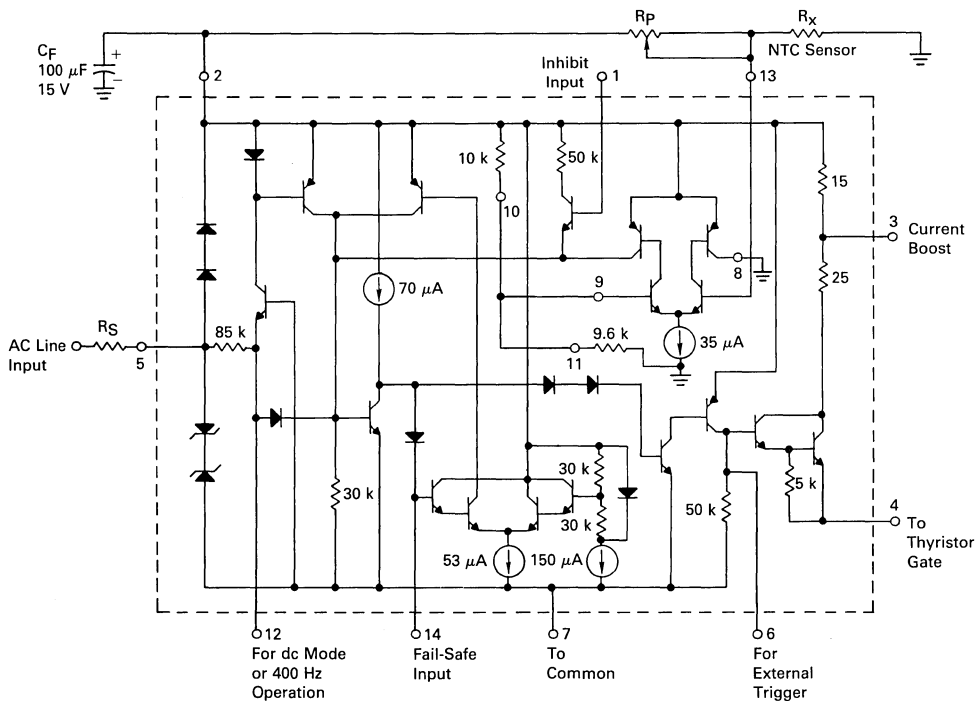 C_F
100 μF
15 V
+
−
R_P
R_X
NTC Sensor
2
Inhibit
Input
1
13
10 k
50 k
15
10
3
Current
Boost
8
25
9
70 μA
R_S
85 k
AC Line
Input
5
11
9.6 k
35 μA
30 k
30 k
30 k
50 k
5 k
4
To
Thyristor
Gate
53 μA
150 μA
12
For dc Mode
or 400 Hz
Operation
14
Fail-Safe
Input
7
To
Common
6
For
External
Trigger